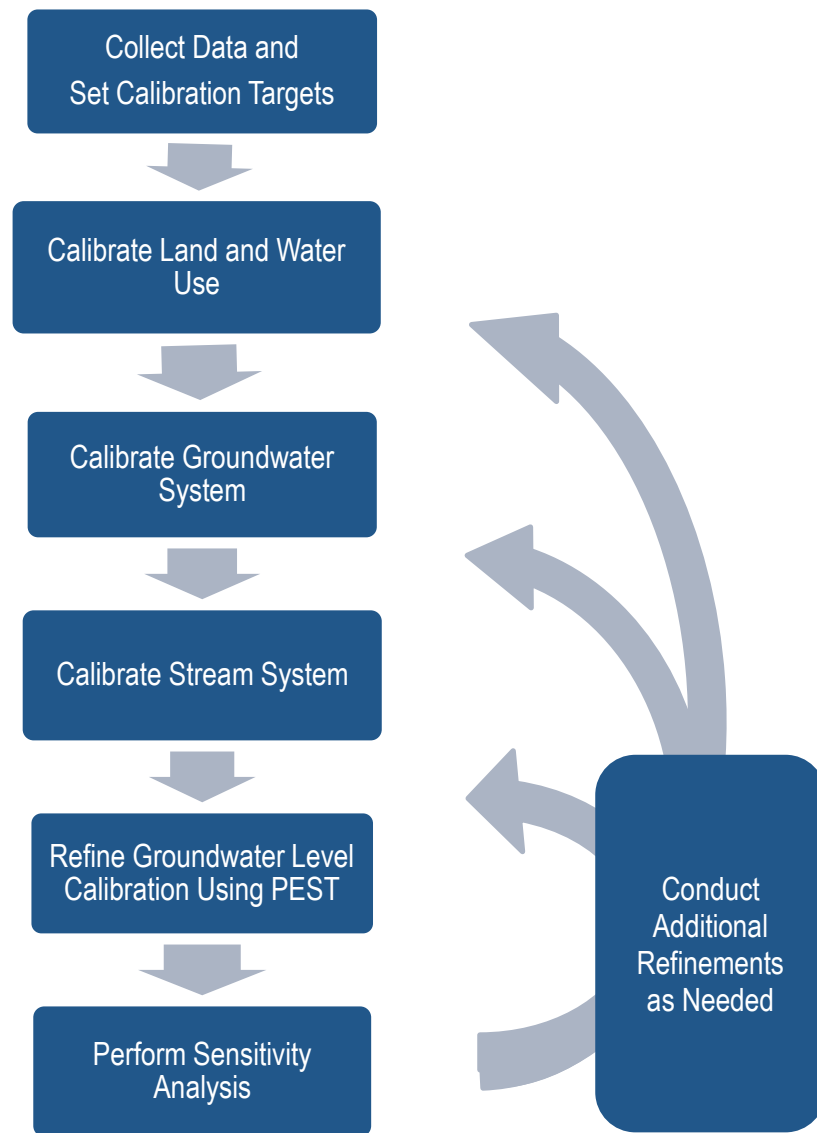 Collect Data and
Set Calibration Targets
Calibrate Land and Water
Use
Calibrate Groundwater
System
Calibrate Stream System
Refine Groundwater Level
Calibration Using PEST
Perform Sensitivity
Analysis
Conduct
Additional
Refinements
as Needed